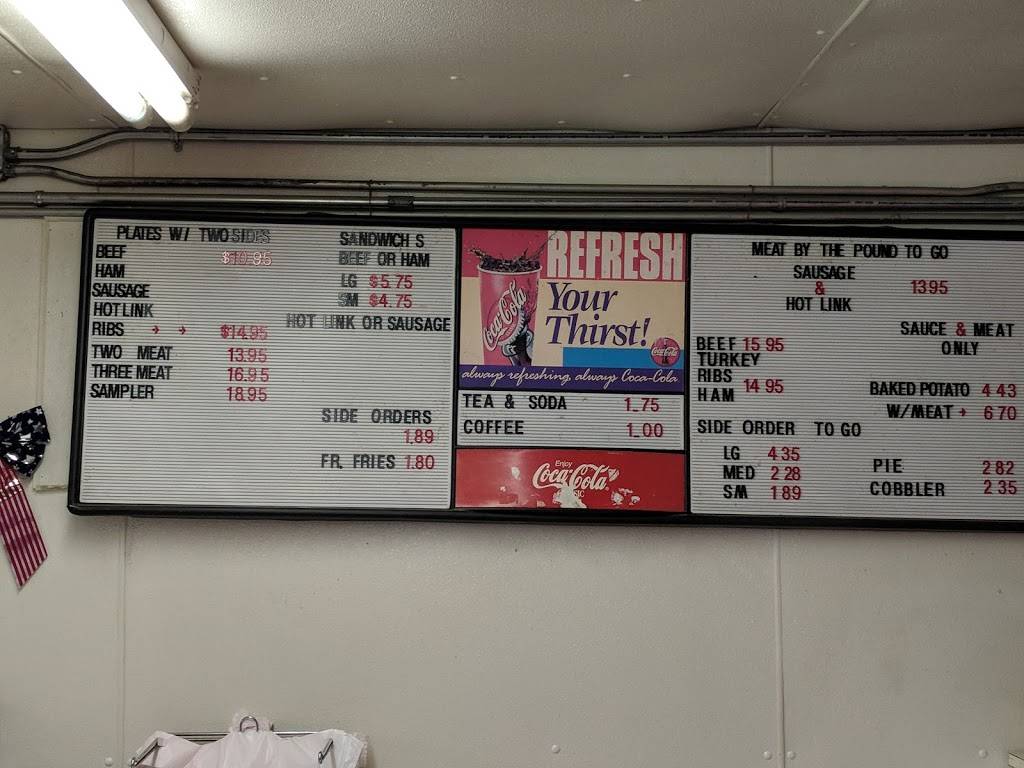 PLATES W/ TWO SIDES
BEEF $10.95
HAM
SAUSAGE
HOT LINK
RIBS → → $14.95
TWO MEAT 13.95
THREE MEAT 16.95
SAMPLER 18.95
SANDWICH S
BEEF OR HAM
LG $5.75
SM $4.75
HOT LINK OR SAUSAGE
SIDE ORDERS
1.89
FR. FRIES 1.80
REFRESH
Your
Thirst!
Coca-Cola
Coca-Cola
always refreshing, always Coca-Cola
TEA & SODA 1.75
COFFEE 1.00
Enjoy
Coca-Cola
MEAT BY THE POUND TO GO
SAUSAGE
& 1395
HOT LINK
SAUCE & MEAT
ONLY
BEEF 15 95
TURKEY
RIBS
HAM 14 95
BAKED POTATO 4 43
W/MEAT → 6 70
SIDE ORDER TO GO
LG 4 35
MED 2 28
SM 1 89
PIE 2 82
COBBLER 2 35